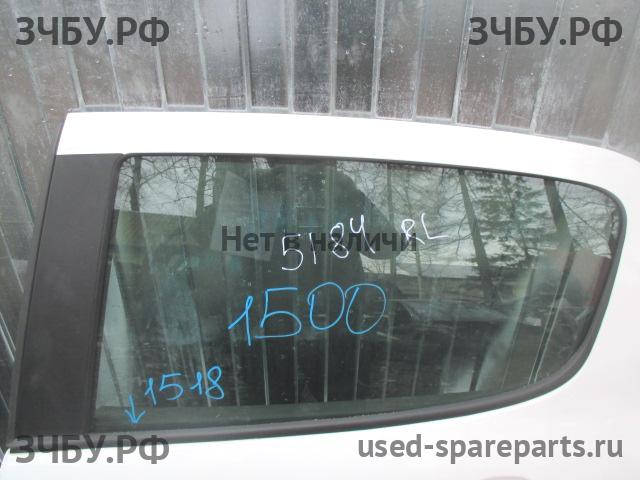 ЗЧБУ.РФ ЗЧБУ.РФ
Нет в наличии
5184 RL
1500
↓1518
ЗЧБУ.РФ used-spareparts.ru